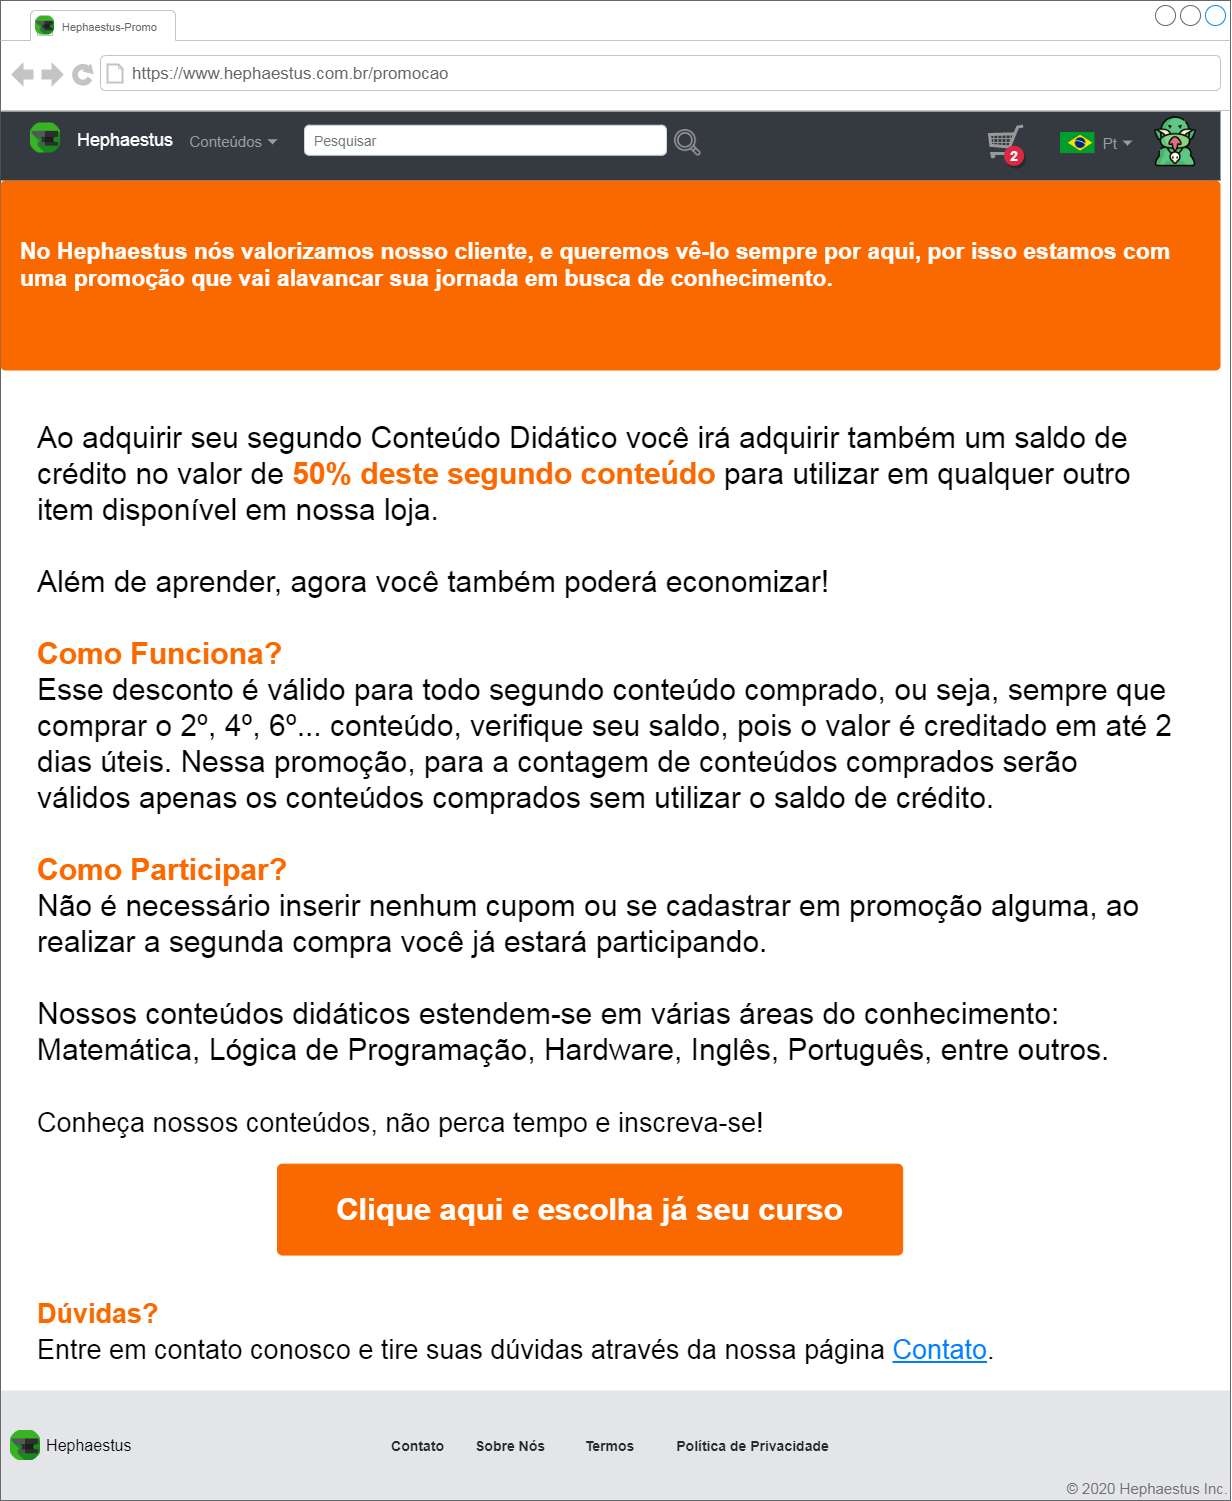 Hephaestus-Promo
https://www.hephaestus.com.br/promocao
Hephaestus Conteúdos Pesquisar 2 Pt
No Hephaestus nós valorizamos nosso cliente, e queremos vê-lo sempre por aqui, por isso estamos com
uma promoção que vai alavancar sua jornada em busca de conhecimento.
Ao adquirir seu segundo Conteúdo Didático você irá adquirir também um saldo de
crédito no valor de 50% deste segundo conteúdo para utilizar em qualquer outro
item disponível em nossa loja.
Além de aprender, agora você também poderá economizar!
Como Funciona?
Esse desconto é válido para todo segundo conteúdo comprado, ou seja, sempre que
comprar o 2º, 4º, 6º... conteúdo, verifique seu saldo, pois o valor é creditado em até 2
dias úteis. Nessa promoção, para a contagem de conteúdos comprados serão
válidos apenas os conteúdos comprados sem utilizar o saldo de crédito.
Como Participar?
Não é necessário inserir nenhum cupom ou se cadastrar em promoção alguma, ao
realizar a segunda compra você já estará participando.
Nossos conteúdos didáticos estendem-se em várias áreas do conhecimento:
Matemática, Lógica de Programação, Hardware, Inglês, Português, entre outros.
Conheça nossos conteúdos, não perca tempo e inscreva-se!
Clique aqui e escolha já seu curso
Dúvidas?
Entre em contato conosco e tire suas dúvidas através da nossa página Contato.
Hephaestus Contato Sobre Nós Termos Política de Privacidade
© 2020 Hephaestus Inc.